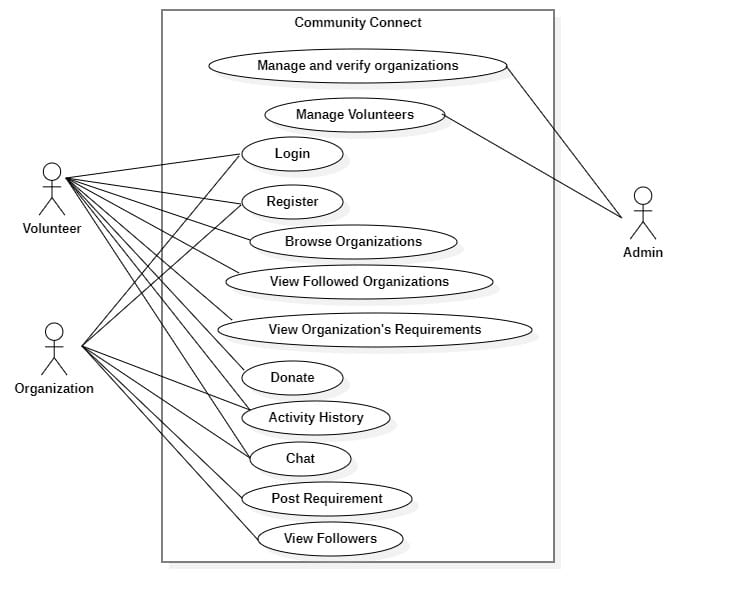 Community Connect
Manage and verify organizations
Manage Volunteers
Login
Register
Volunteer
Browse Organizations
Admin
View Followed Organizations
View Organization's Requirements
Donate
Organization
Activity History
Chat
Post Requirement
View Followers